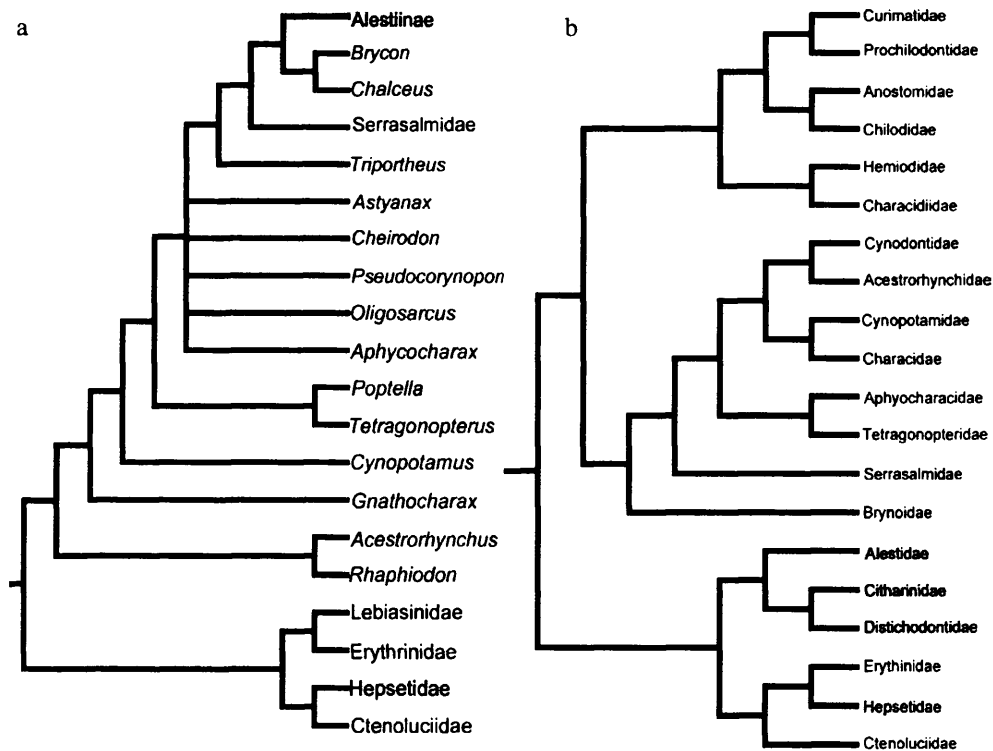 a
Alestiinae
Brycon
Chalceus
Serrasalmidae
Triportheus
Astyanax
Cheirodon
Pseudocorynopon
Oligosarcus
Aphycocharax
Poptella
Tetragonopterus
Cynopotamus
Gnathocharax
Acestrorhynchus
Rhaphiodon
Lebiasinidae
Erythrinidae
Hepsetidae
Ctenoluciidae
b
Curimatidae
Prochilodontidae
Anostomidae
Chilodidae
Hemiodidae
Characidiidae
Cynodontidae
Acestrorhynchidae
Cynopotamidae
Characidae
Aphyocharacidae
Tetragonopteridae
Serrasalmidae
Brynoidae
Alestidae
Citharinidae
Distichodontidae
Erythinidae
Hepsetidae
Ctenoluciidae